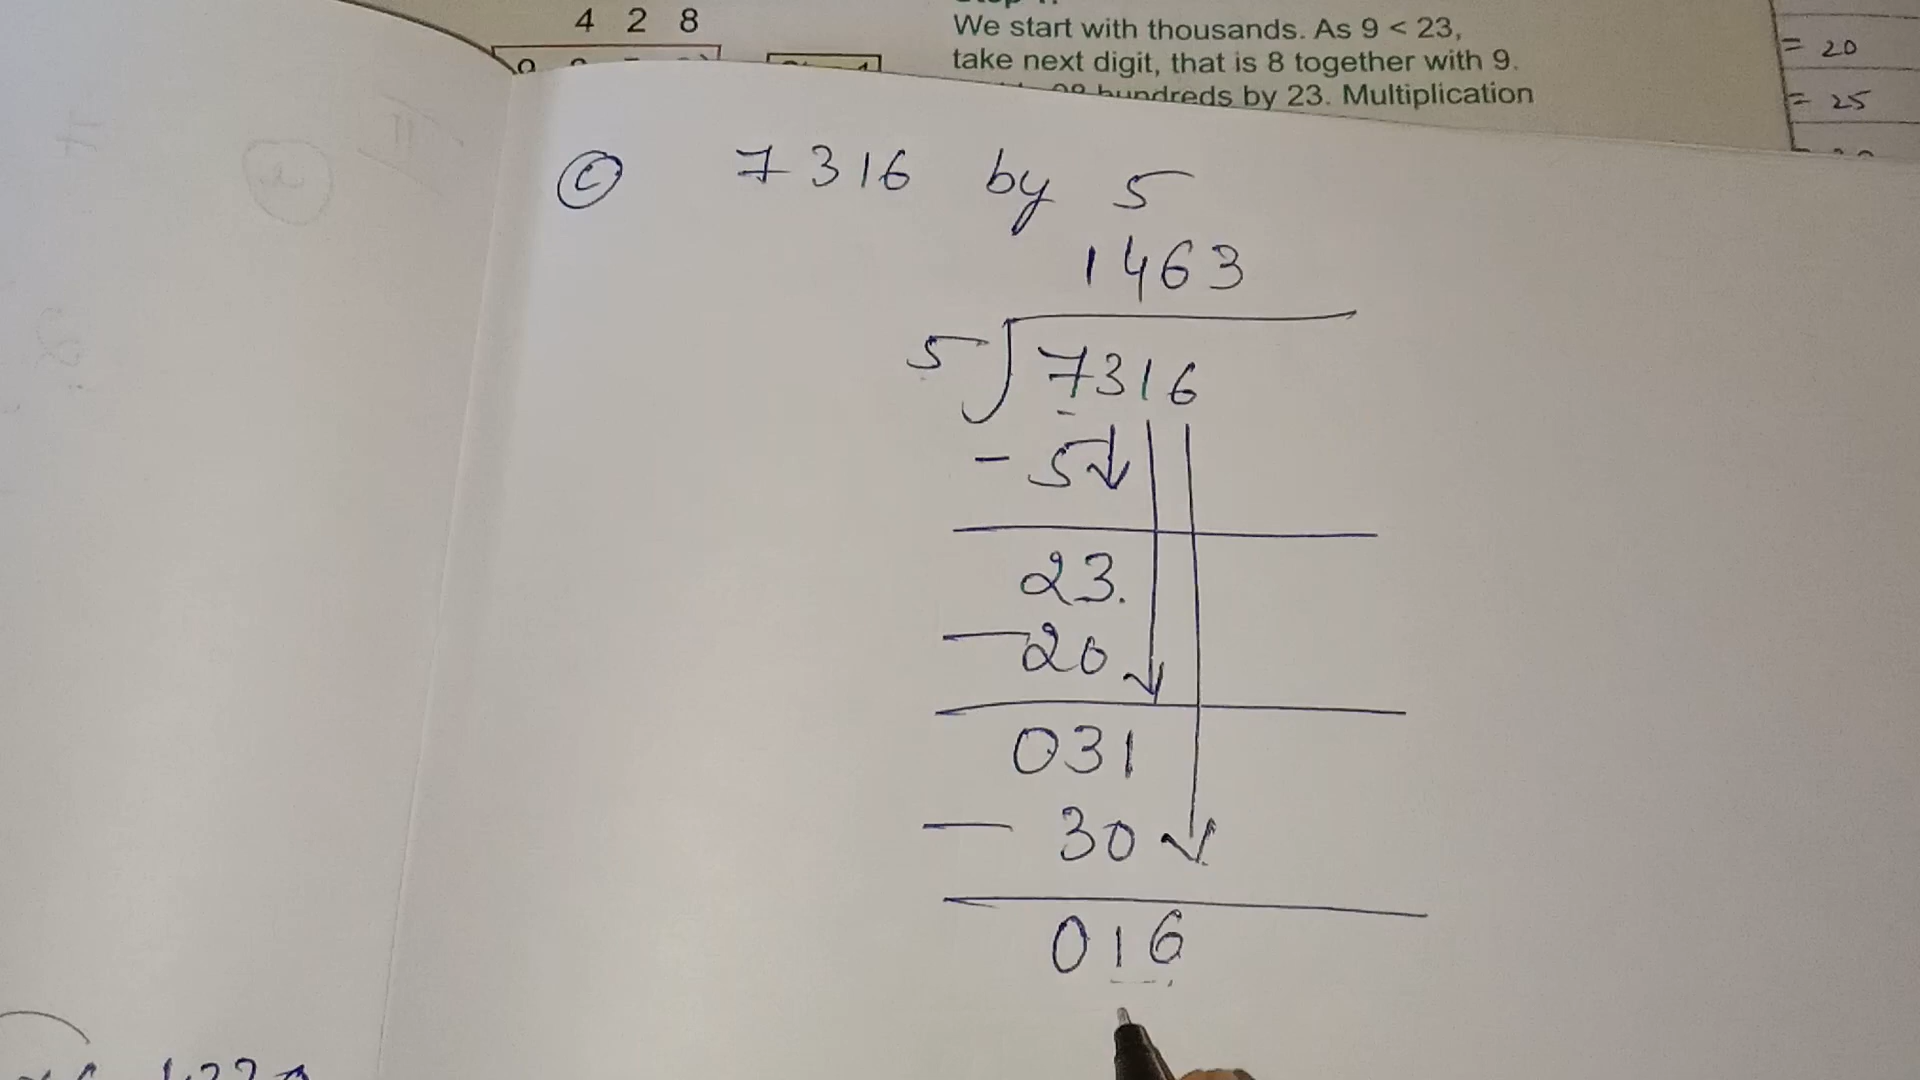 4 2 8
We start with thousands. As 9 < 23,
take next digit, that is 8 together with 9.
hundreds by 23. Multiplication
= 20
= 25
(c) 7316 by 5
1463
5 7316
- 5
23.
- 20
031
- 30
016